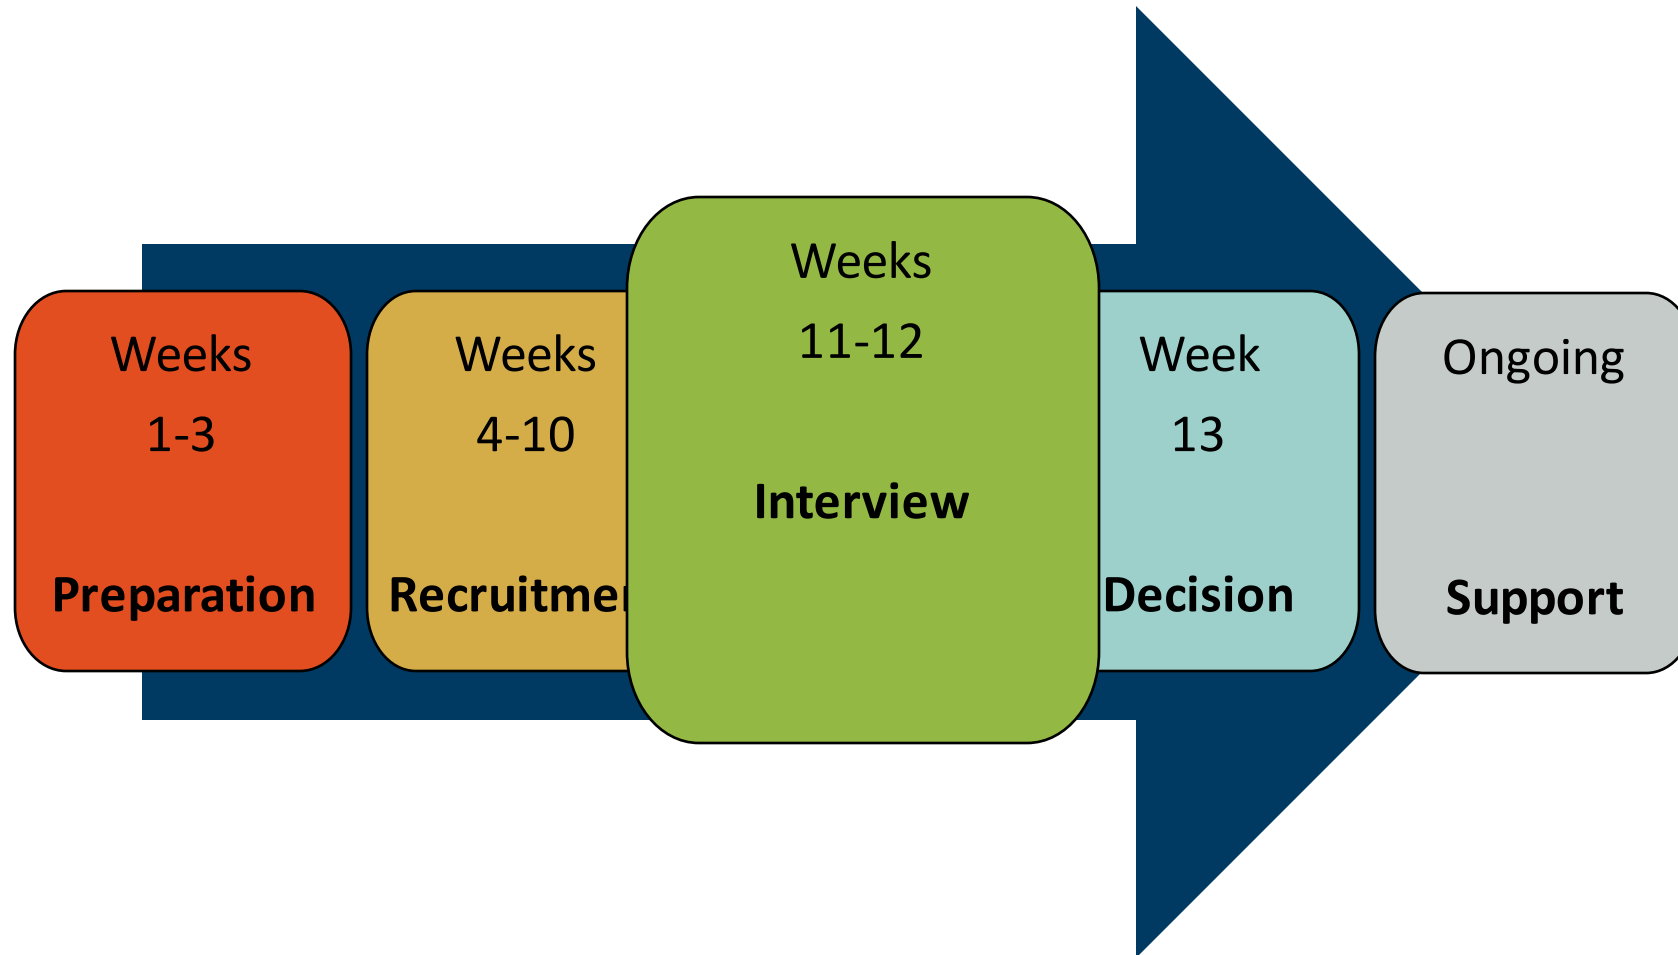 Weeks
1-3
Preparation
Weeks
4-10
Recruitme
Weeks
11-12
Interview
Week
13
Decision
Ongoing
Support